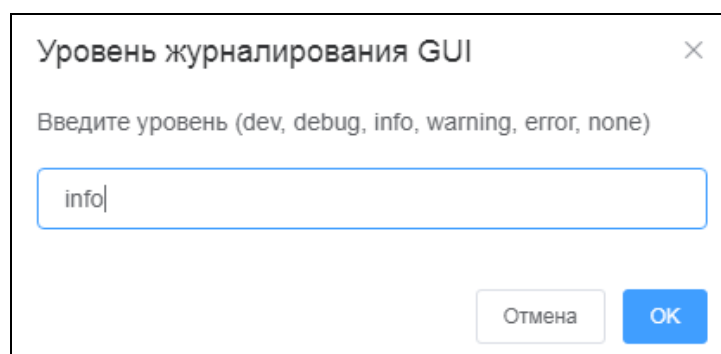 Уровень журналирования GUI
Введите уровень (dev, debug, info, warning, error, none)
info
Отмена
OK